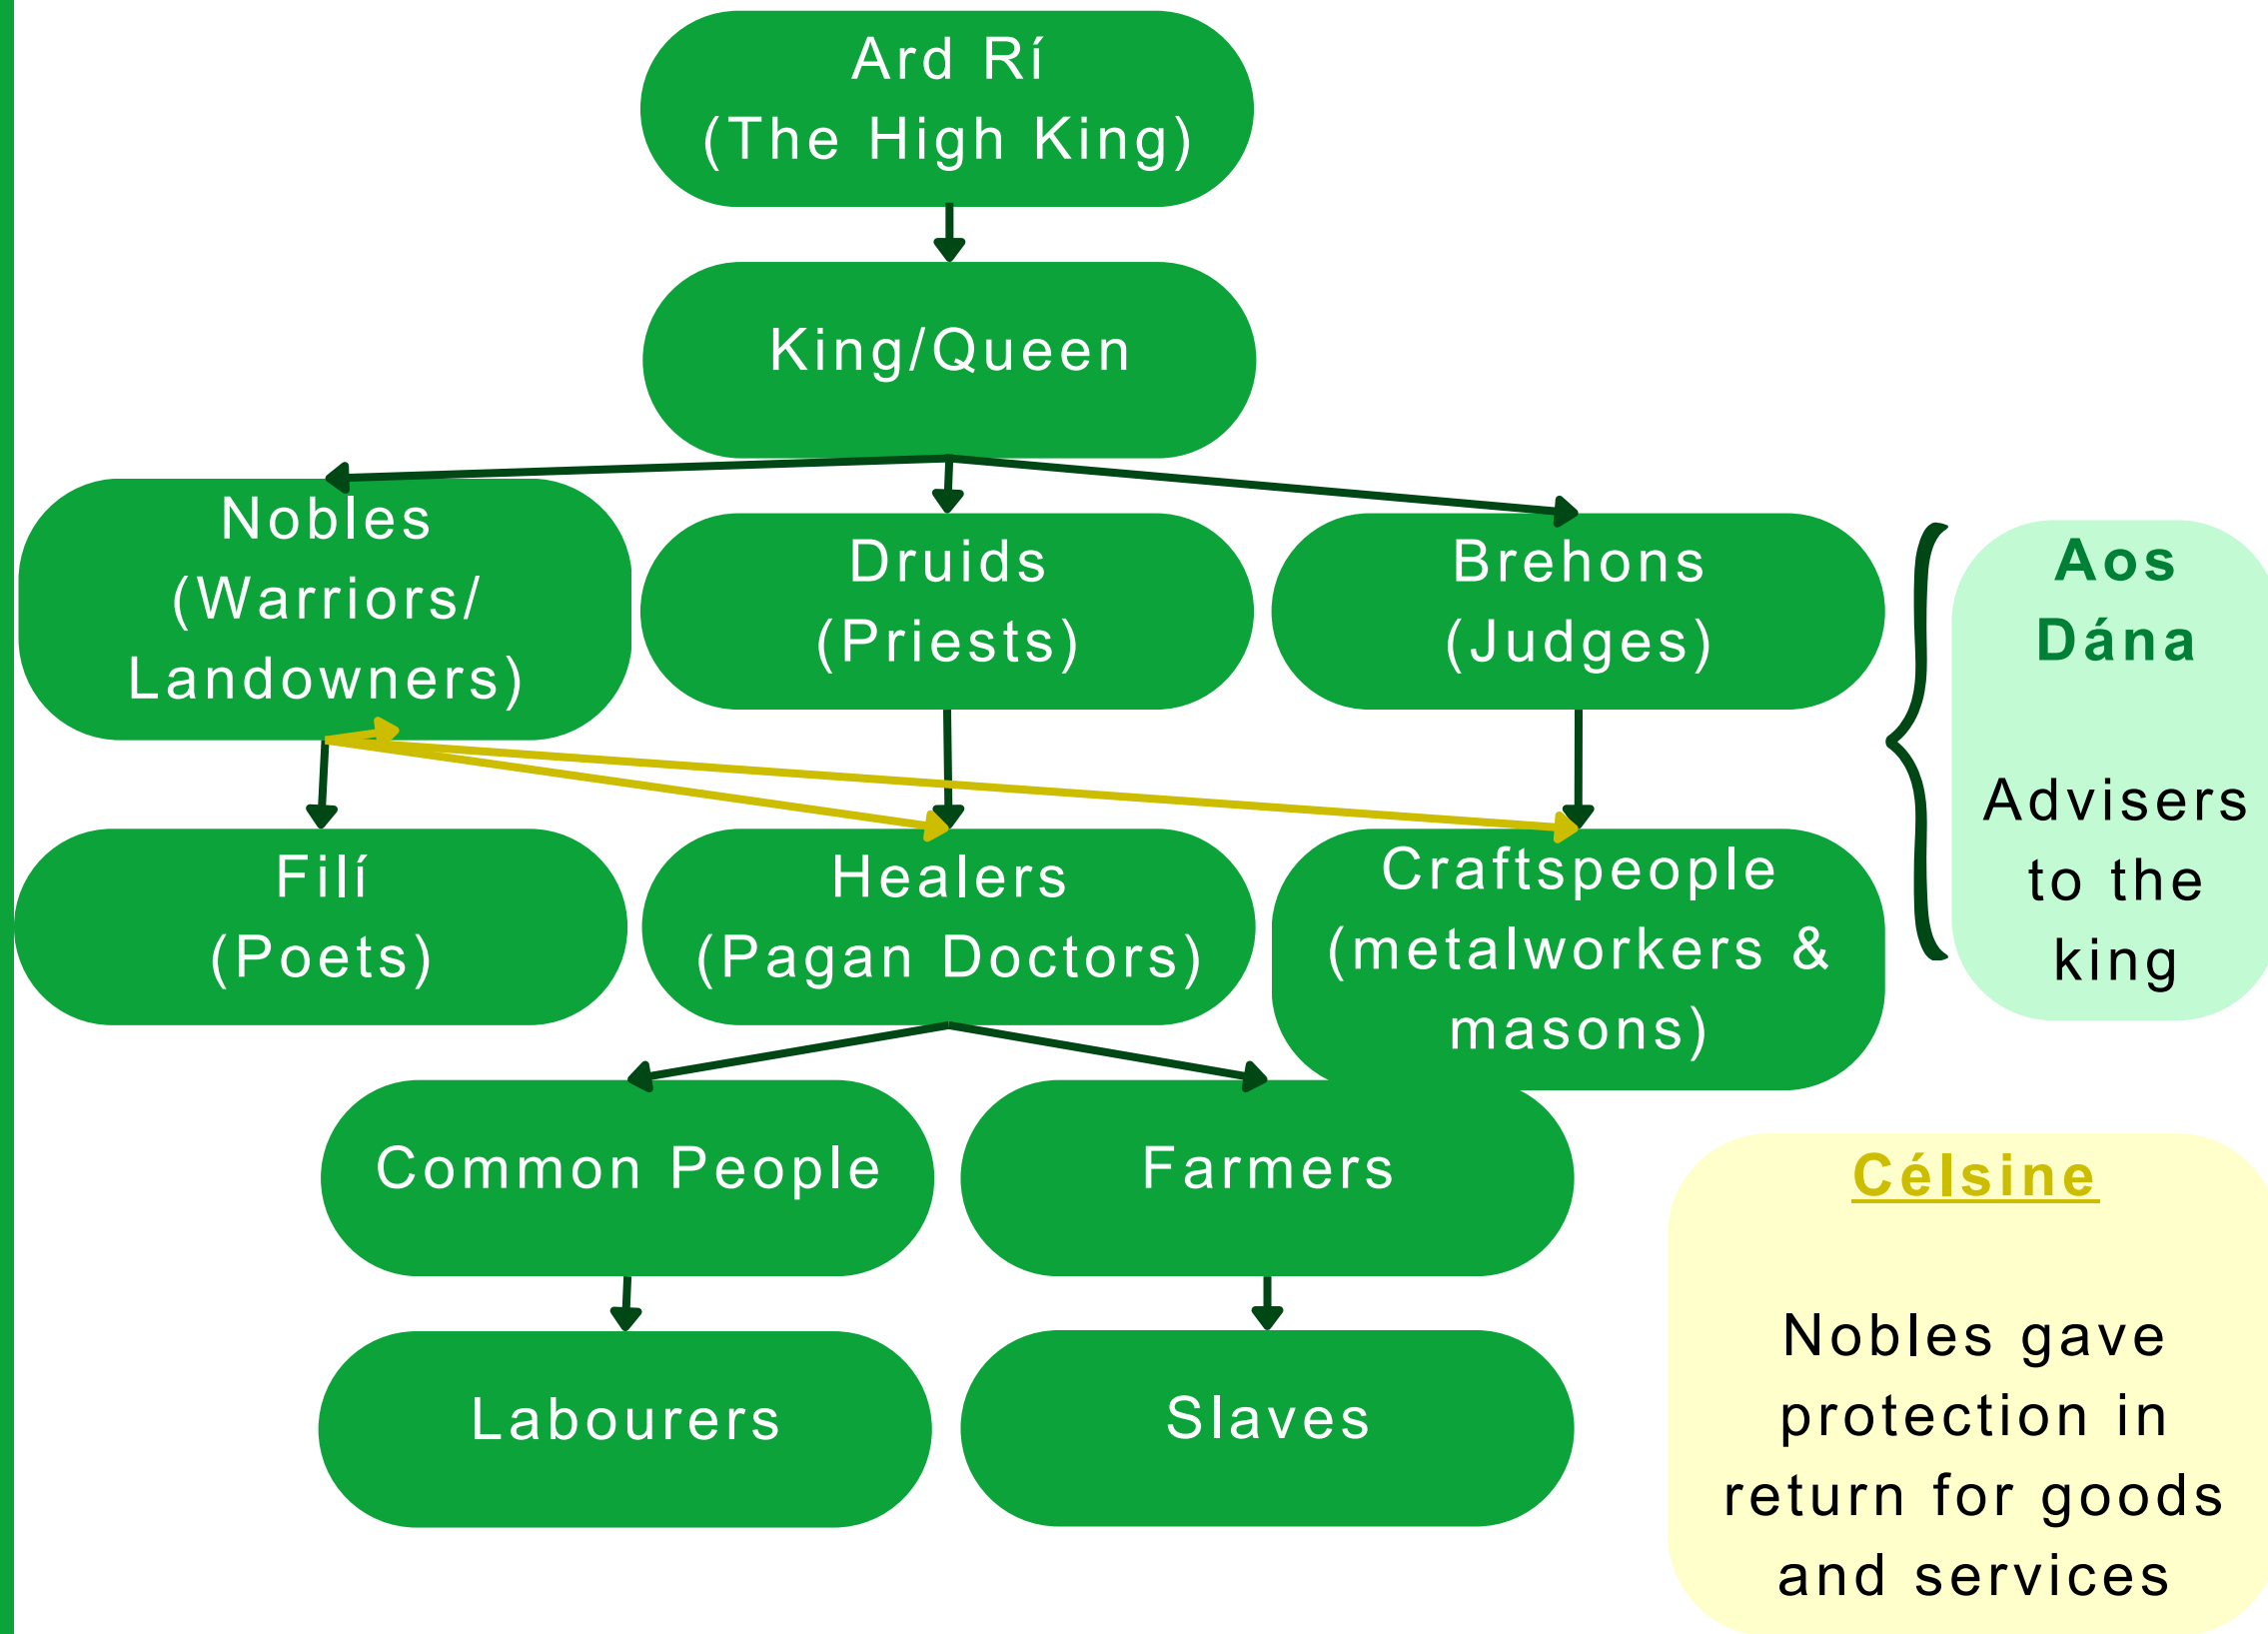 Ard Rí
(The High King)
King/Queen
Nobles
(Warriors/
Landowners)
Druids
(Priests)
Brehons
(Judges)
Aos
Dána
Advisers
to the
king
Filí
(Poets)
Healers
(Pagan Doctors)
Craftspeople
(metalworkers &
masons)
Common People
Farmers
Labourers
Slaves
Célsine
Nobles gave
protection in
return for goods
and services